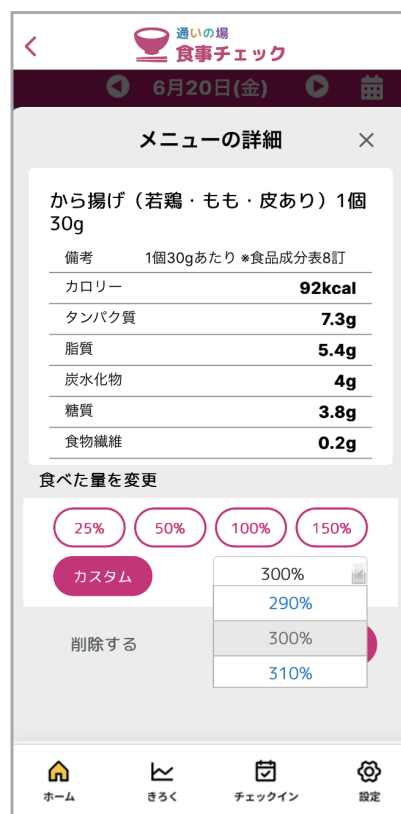 通いの場
食事チェック
6月20日(金)
メニューの詳細
から揚げ（若鶏・もも・皮あり）1個
30g
備考 1個30gあたり ※食品成分表8訂
カロリー 92kcal
タンパク質 7.3g
脂質 5.4g
炭水化物 4g
糖質 3.8g
食物繊維 0.2g
食べた量を変更
25% 50% 100% 150%
カスタム 300%
290%
削除する 300%
310%
ホーム きろく チェックイン 設定